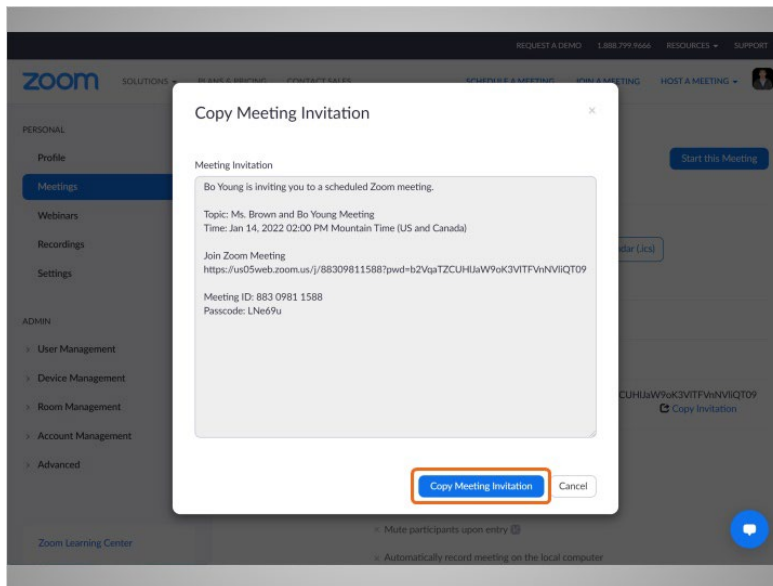 REQUEST A DEMO 1.888.799.9666 RESOURCES SUPPORT
zoom SOLUTIONS PLANS & PRICING CONTACT SALES SCHEDULE A MEETING JOIN A MEETING HOST A MEETING
Copy Meeting Invitation ×
PERSONAL
Profile
Meetings
Webinars
Recordings
Settings
ADMIN
User Management
Device Management
Room Management
Account Management
Advanced
Zoom Learning Center
Meeting Invitation
Bo Young is inviting you to a scheduled Zoom meeting.
Topic: Ms. Brown and Bo Young Meeting
Time: Jan 14, 2022 02:00 PM Mountain Time (US and Canada)
Join Zoom Meeting
https://us05web.zoom.us/j/88309811588?pwd=b2VqaTZCUHlJaW9oK3VlTFVnNVliQT09
Meeting ID: 883 0981 1588
Passcode: LNe69u
Copy Meeting Invitation Cancel
Start this Meeting
dar (.ics)
CUHlJaW9oK3VlTFVnNVliQT09
Copy Invitation
Mute participants upon entry
Automatically record meeting on the local computer